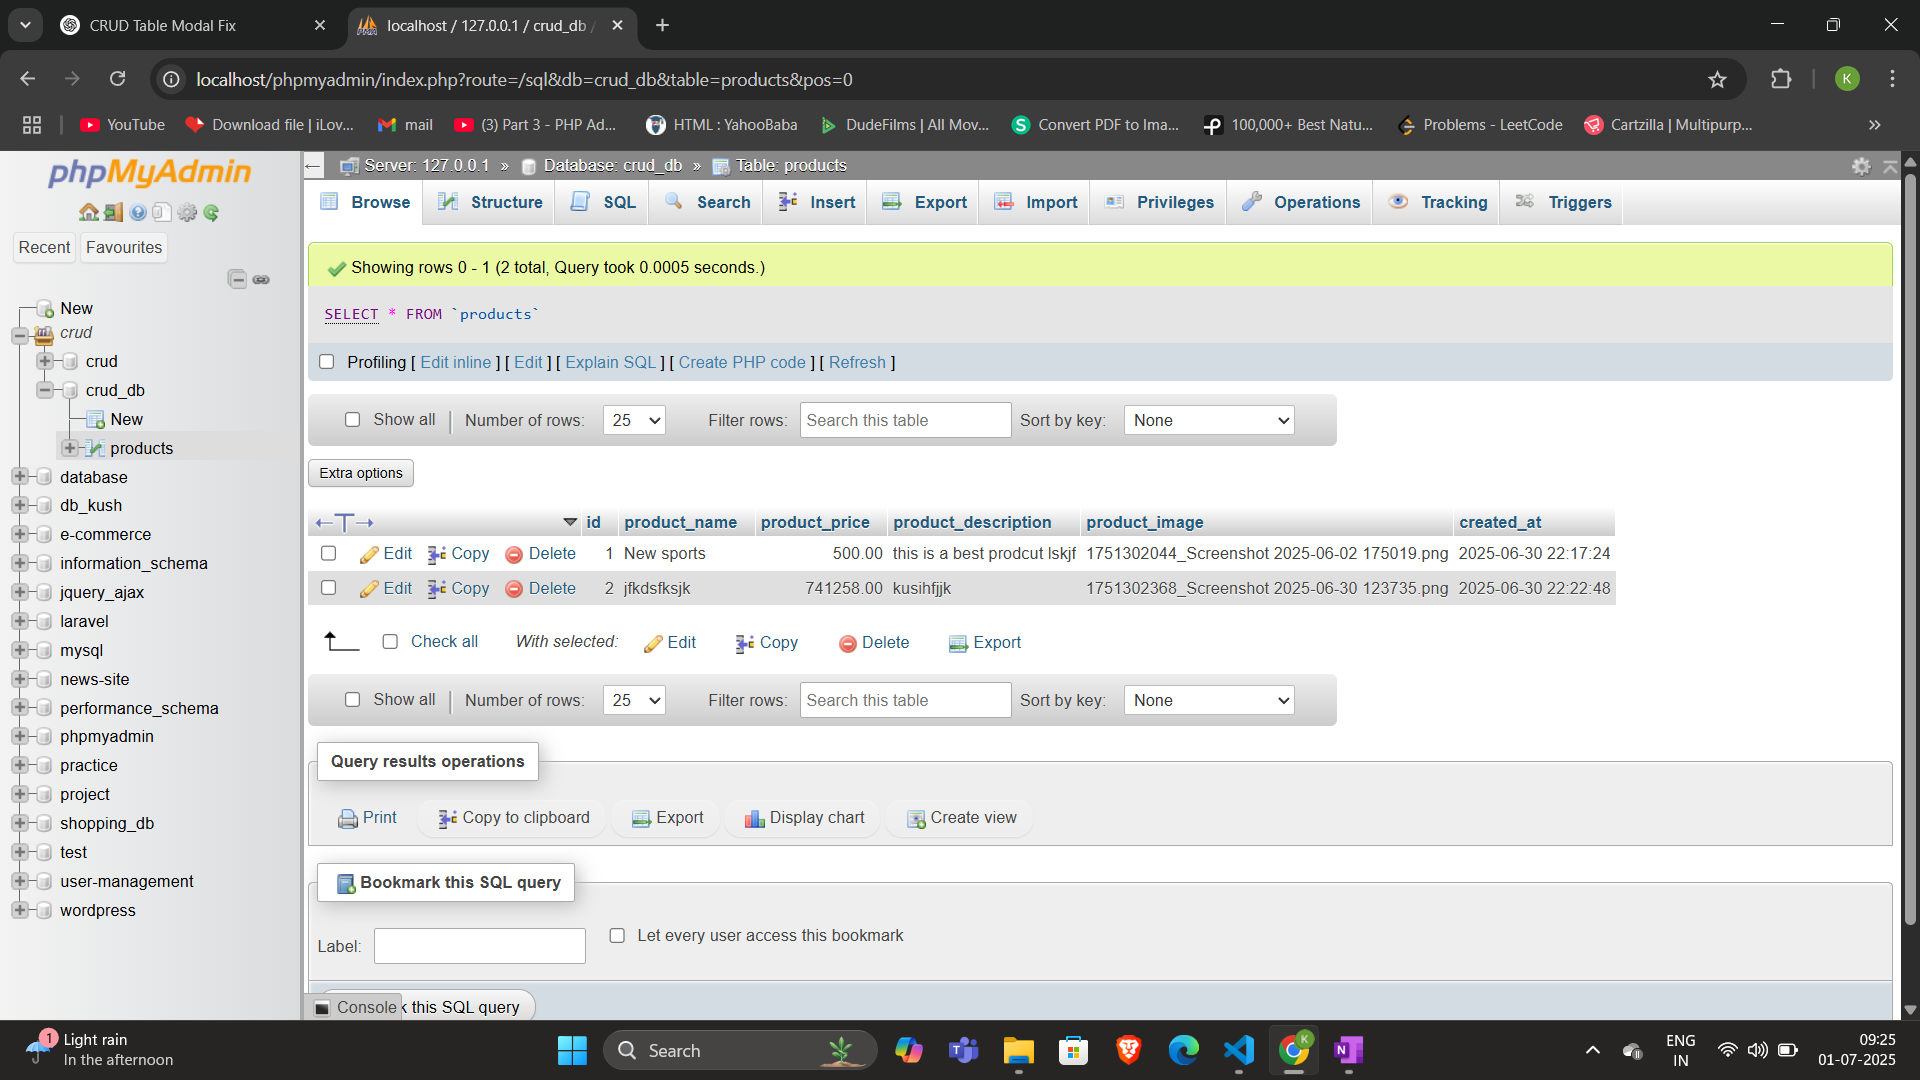 CRUD Table Modal Fix
localhost / 127.0.0.1 / crud_db /
localhost/phpmyadmin/index.php?route=/sql&db=crud_db&table=products&pos=0
K
YouTube
Download file | iLov...
mail
(3) Part 3 - PHP Ad...
HTML : YahooBaba
DudeFilms | All Mov...
Convert PDF to Ima...
100,000+ Best Natu...
Problems - LeetCode
Cartzilla | Multipurp...
phpMyAdmin
Recent Favourites
New
crud
crud
crud_db
New
products
database
db_kush
e-commerce
information_schema
jquery_ajax
laravel
mysql
news-site
performance_schema
phpmyadmin
practice
project
shopping_db
test
user-management
wordpress
Server: 127.0.0.1 » Database: crud_db » Table: products
Browse Structure SQL Search Insert Export Import Privileges Operations Tracking Triggers
Showing rows 0 - 1 (2 total, Query took 0.0005 seconds.)
SELECT * FROM `products`
Profiling [ Edit inline ] [ Edit ] [ Explain SQL ] [ Create PHP code ] [ Refresh ]
Show all | Number of rows: 25 Filter rows: Search this table Sort by key: None
Extra options
id product_name product_price product_description product_image created_at
Edit Copy Delete 1 New sports 500.00 this is a best prodcut lskjf 1751302044_Screenshot 2025-06-02 175019.png 2025-06-30 22:17:24
Edit Copy Delete 2 jfkdsfksjk 741258.00 kusihfjjk 1751302368_Screenshot 2025-06-30 123735.png 2025-06-30 22:22:48
Check all With selected: Edit Copy Delete Export
Show all | Number of rows: 25 Filter rows: Search this table Sort by key: None
Query results operations
Print Copy to clipboard Export Display chart Create view
Bookmark this SQL query
Label: Let every user access this bookmark
Console k this SQL query
1 Light rain
In the afternoon
Search
K
ENG
IN
09:25
01-07-2025